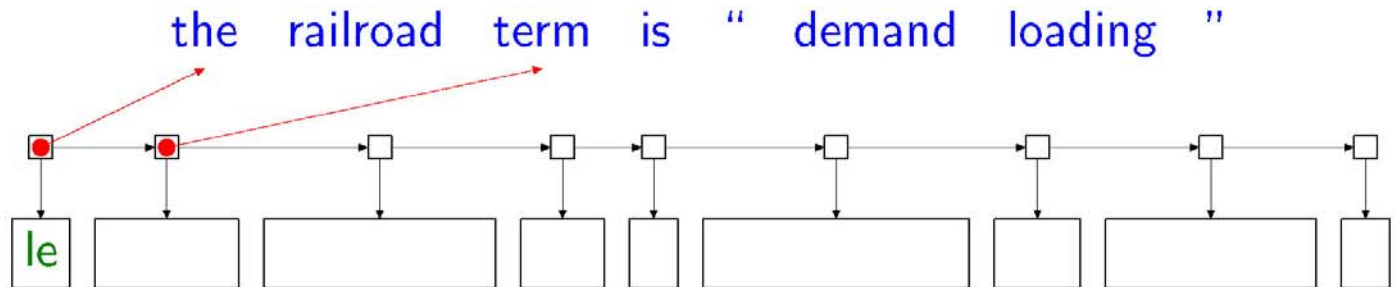 the railroad term is “ demand loading ”
le